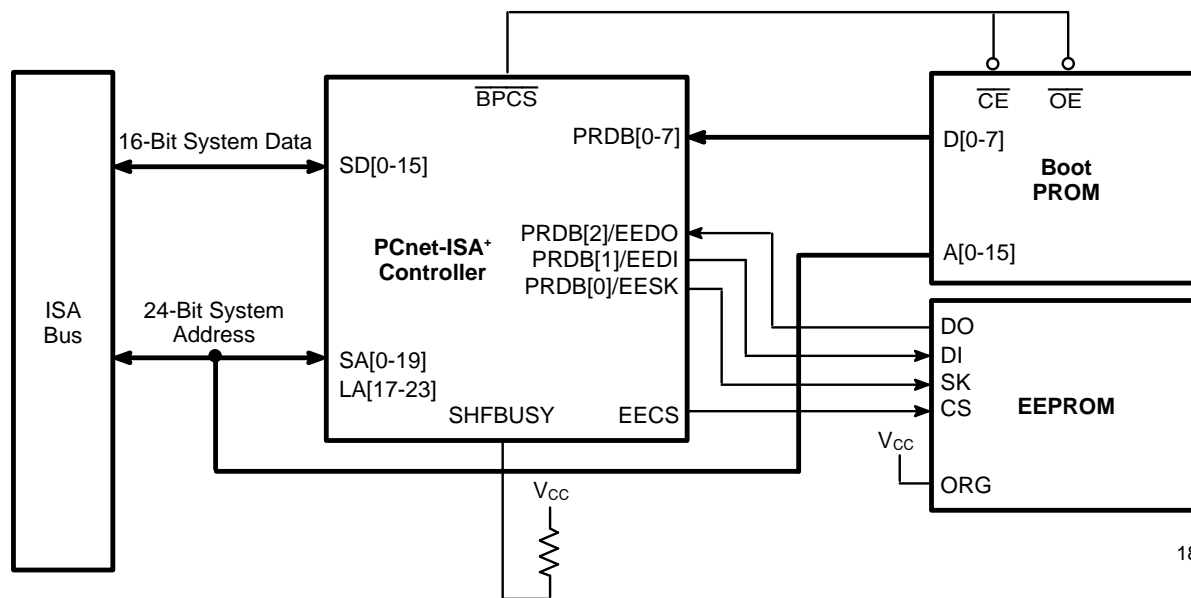 BPCS
CE OE
PRDB[0-7]
D[0-7]
16-Bit System Data
SD[0-15]
Boot
PROM
PCnet-ISA+
Controller
PRDB[2]/EEDO
PRDB[1]/EEDI
PRDB[0]/EESK
A[0-15]
ISA
Bus
24-Bit System
Address
SA[0-19]
LA[17-23]
SHFBUSY
EECS
DO
DI
SK
CS
EEPROM
VCC
ORG
VCC
18